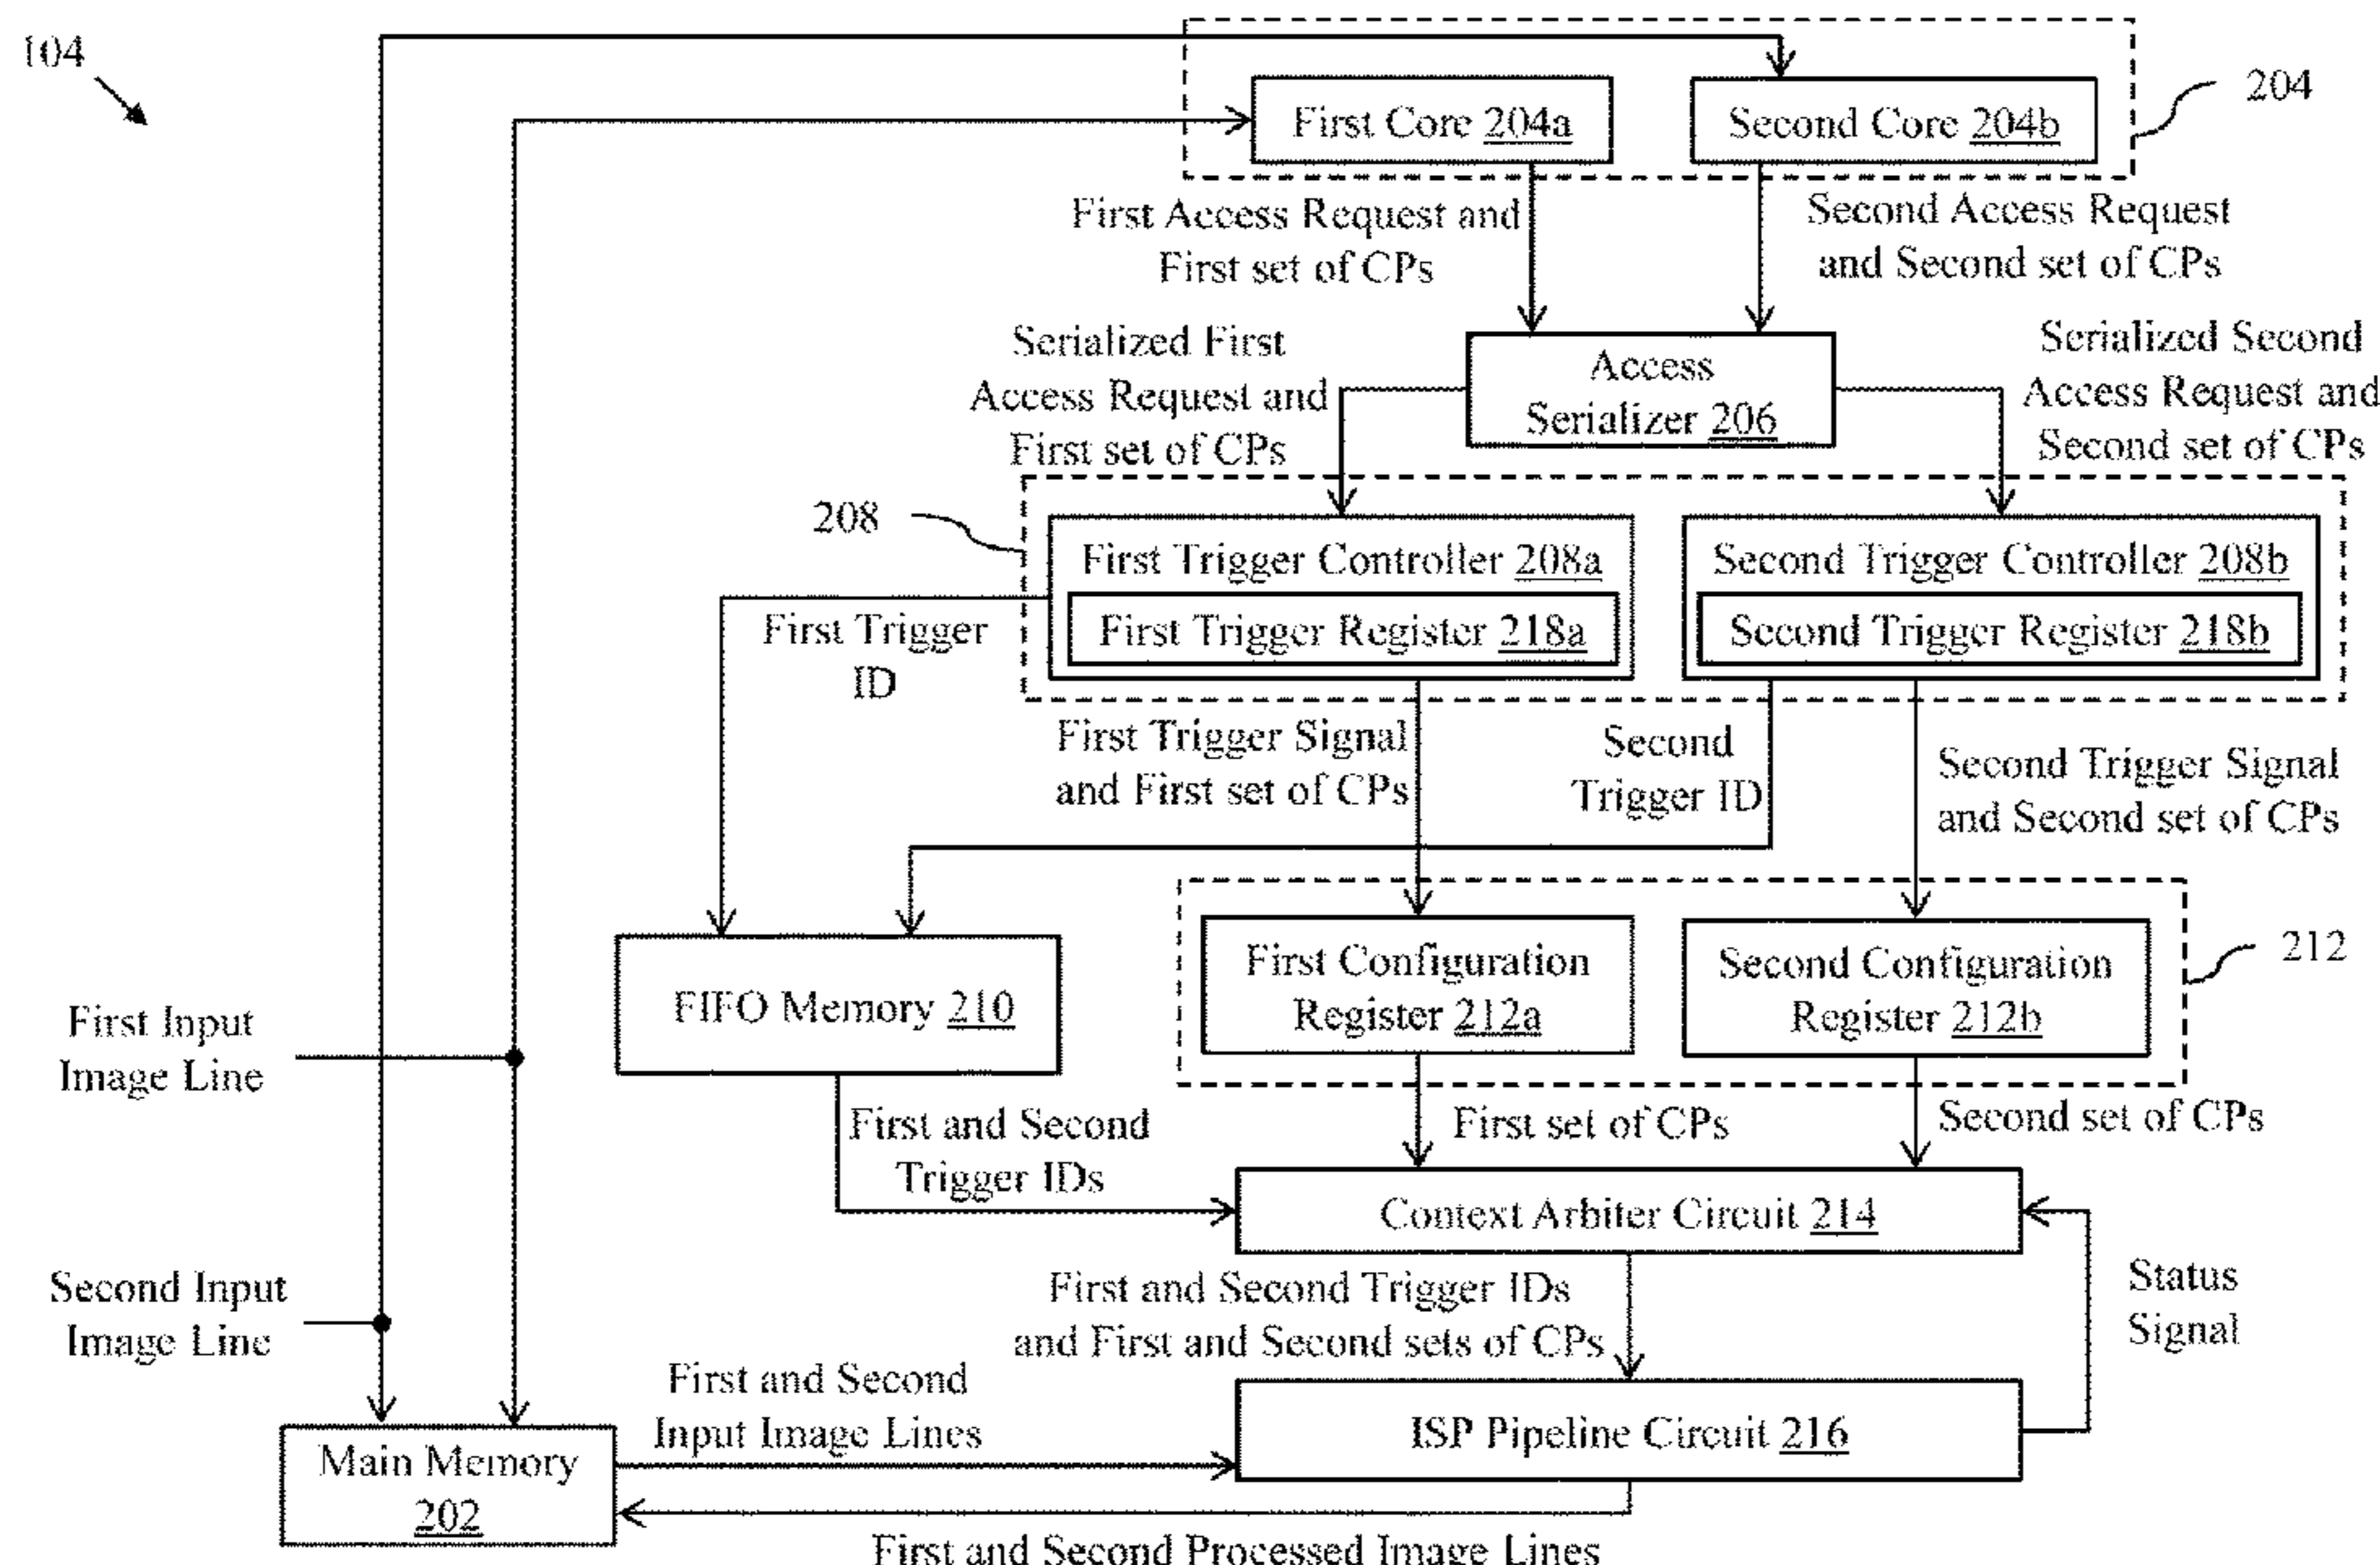 104
204
First Core 204a
Second Core 204b
First Access Request and
First set of CPs
Second Access Request
and Second set of CPs
Serialized First
Access Request and
First set of CPs
Access
Serializer 206
Serialized Second
Access Request and
Second set of CPs
208
First Trigger Controller 208a
First Trigger Register 218a
Second Trigger Controller 208b
Second Trigger Register 218b
First Trigger
ID
First Trigger Signal
and First set of CPs
Second
Trigger ID
Second Trigger Signal
and Second set of CPs
FIFO Memory 210
First Configuration
Register 212a
Second Configuration
Register 212b
212
First Input
Image Line
First and Second
Trigger IDs
First set of CPs
Second set of CPs
Context Arbiter Circuit 214
Second Input
Image Line
First and Second Trigger IDs
and First and Second sets of CPs
Status
Signal
First and Second
Input Image Lines
ISP Pipeline Circuit 216
Main Memory
202
First and Second Processed Image Lines